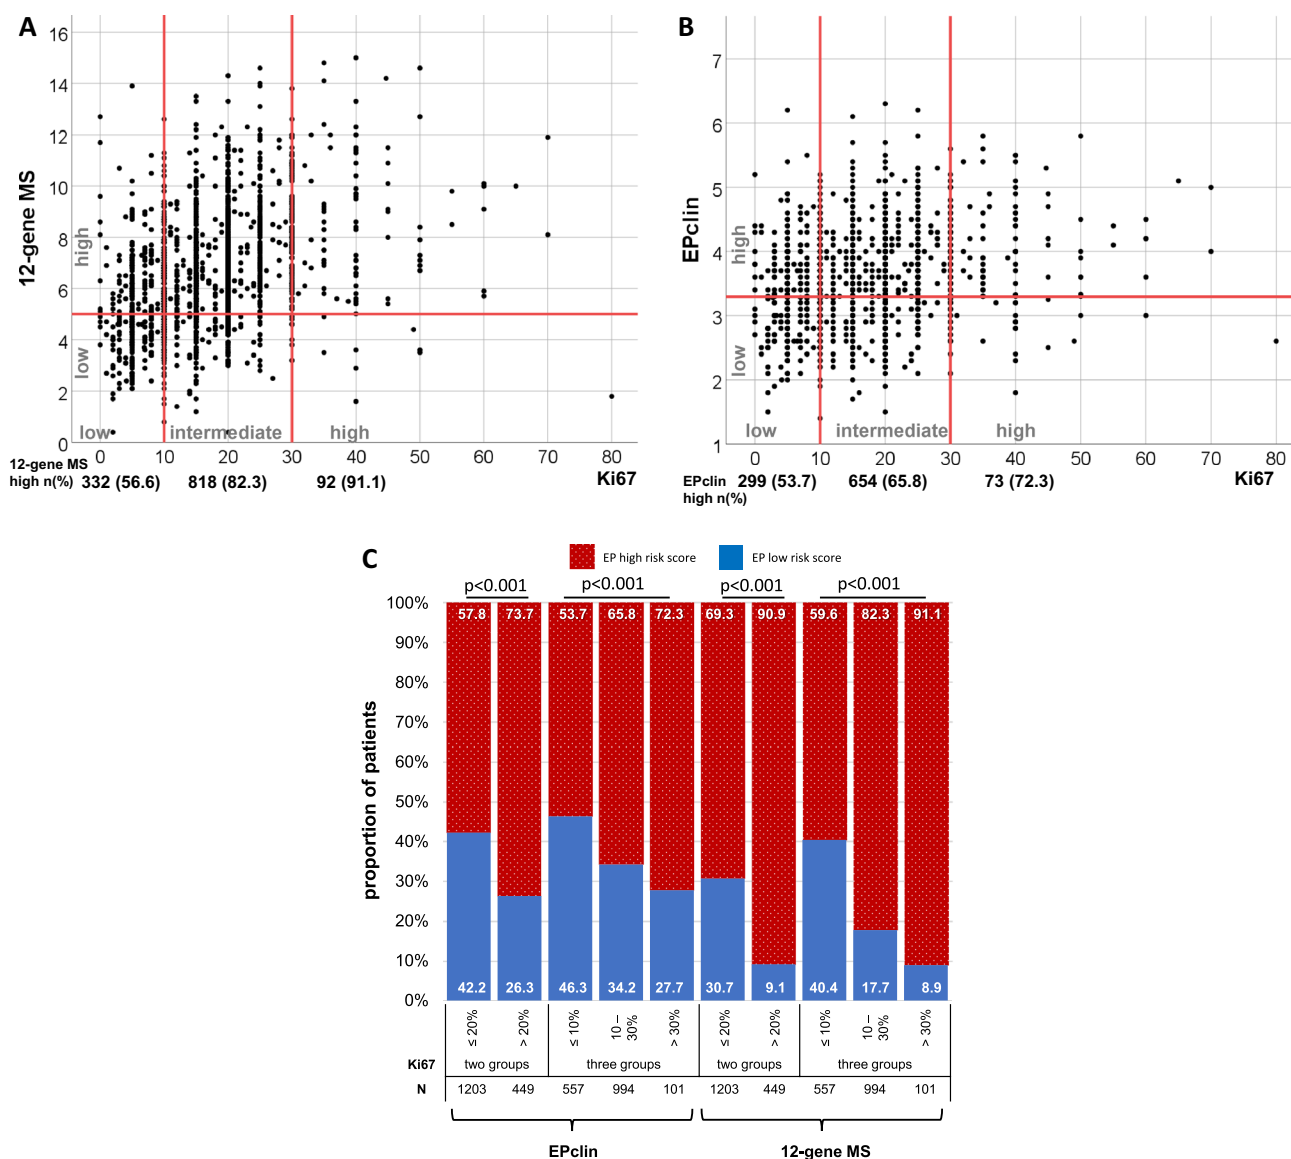 A
12-gene MS
high
low
16
14
12
10
8
6
4
2
0
low
intermediate
high
0 10 20 30 40 50 60 70 80
12-gene MS
high n(%) 332 (56.6) 818 (82.3) 92 (91.1)
Ki67
B
EPclin
high
low
7
6
5
4
3
2
1
low
intermediate
high
0 10 20 30 40 50 60 70 80
EPclin
high n(%) 299 (53.7) 654 (65.8) 73 (72.3)
Ki67
C
EP high risk score EP low risk score
p<0.001 p<0.001 p<0.001 p<0.001
proportion of patients
100%
90%
80%
70%
60%
50%
40%
30%
20%
10%
0%
57.8 73.7 53.7 65.8 72.3 69.3 90.9 59.6 82.3 91.1
42.2 26.3 46.3 34.2 27.7 30.7 9.1 40.4 17.7 8.9
≤ 20% > 20% ≤ 10% 10 – 30% > 30% ≤ 20% > 20% ≤ 10% 10 – 30% > 30%
Ki67 two groups three groups two groups three groups
N 1203 449 557 994 101 1203 449 557 994 101
EPclin 12-gene MS